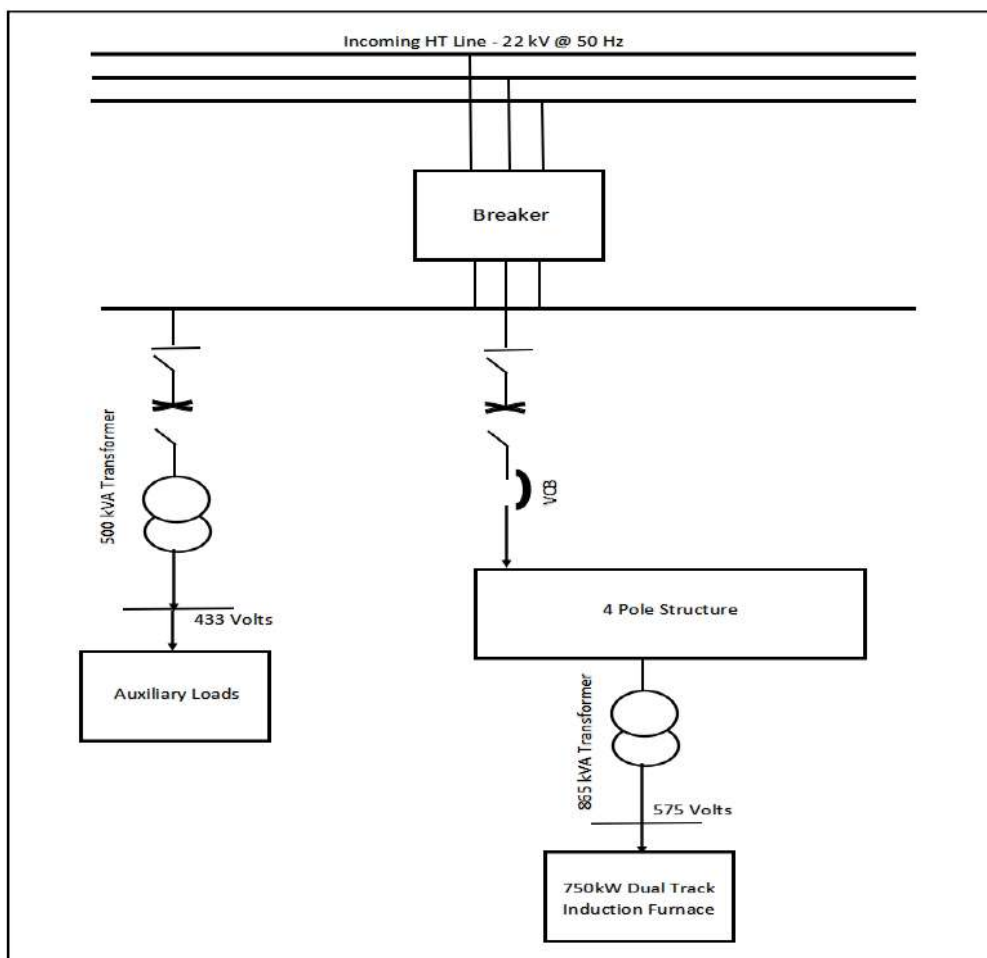 Incoming HT Line - 22 kV @ 50 Hz
Breaker
500 kVA Transformer
VCB
433 Volts
Auxiliary Loads
4 Pole Structure
865 kVA Transformer
575 Volts
750kW Dual Track
Induction Furnace